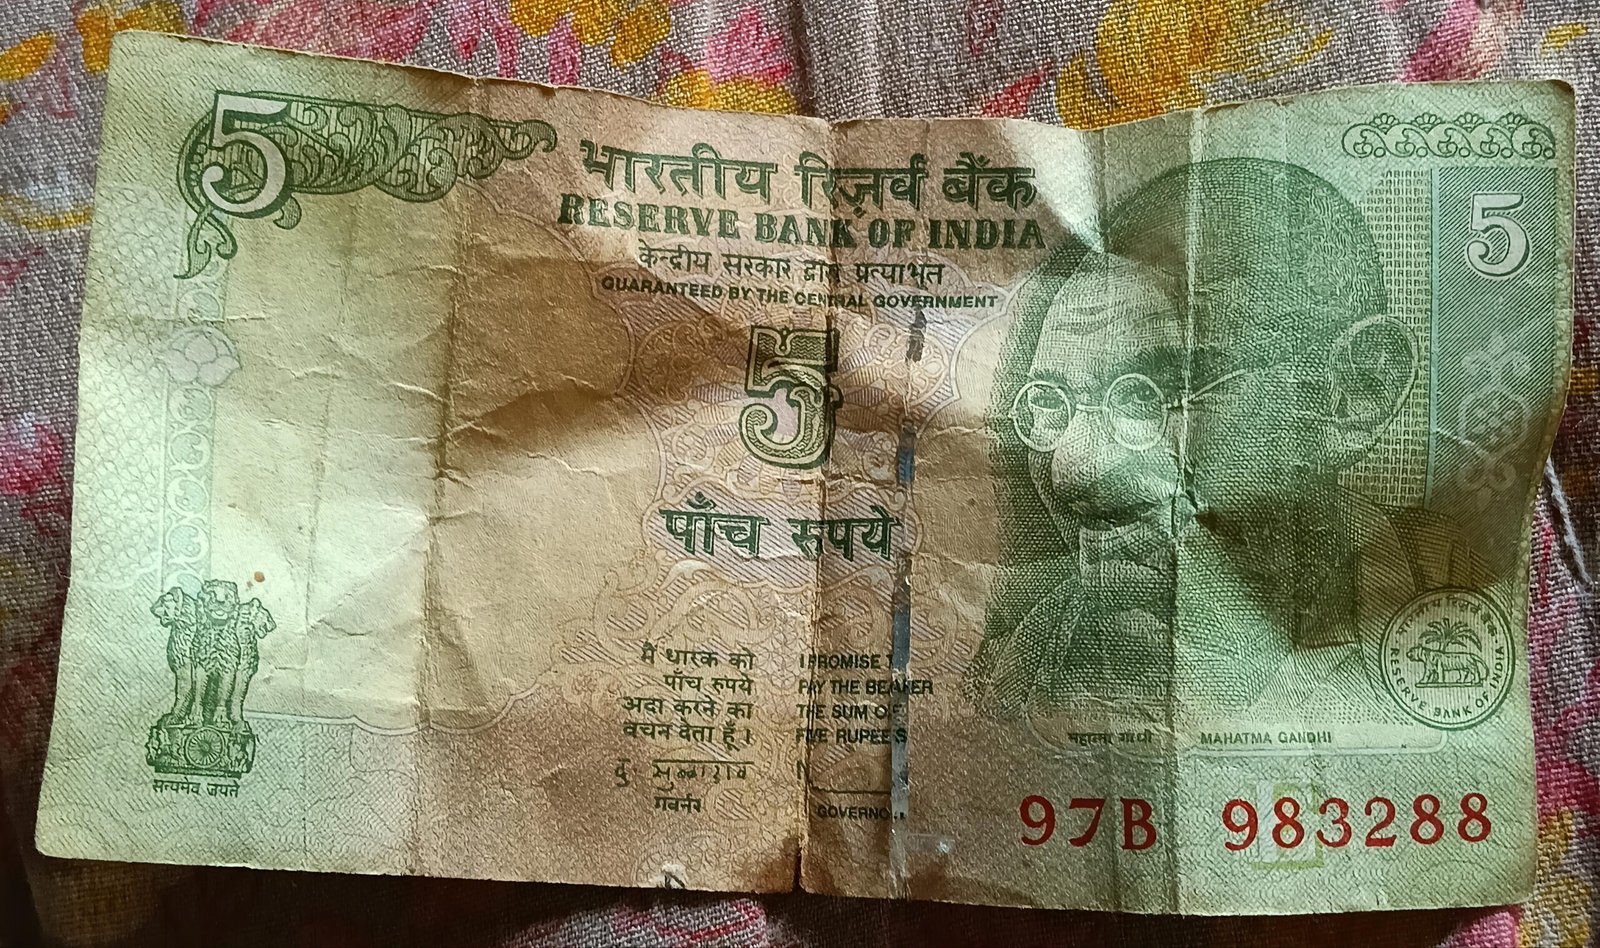 5
भारतीय रिज़र्व बैंक
RESERVE BANK OF INDIA
केन्द्रीय सरकार द्वारा प्रत्याभूत
GUARANTEED BY THE CENTRAL GOVERNMENT
5
5
पाँच रुपये
मैं धारक को
पाँच रुपये
अदा करने का
वचन देता हूँ।
I PROMISE T
PAY THE BEARER
THE SUM OF
FIVE RUPEES
गवर्नर
GOVERNO
सत्यमेव जयते
महात्मा गांधी MAHATMA GANDHI
भारतीय रिज़र्व बैंक
RESERVE BANK OF INDIA
97B 983288